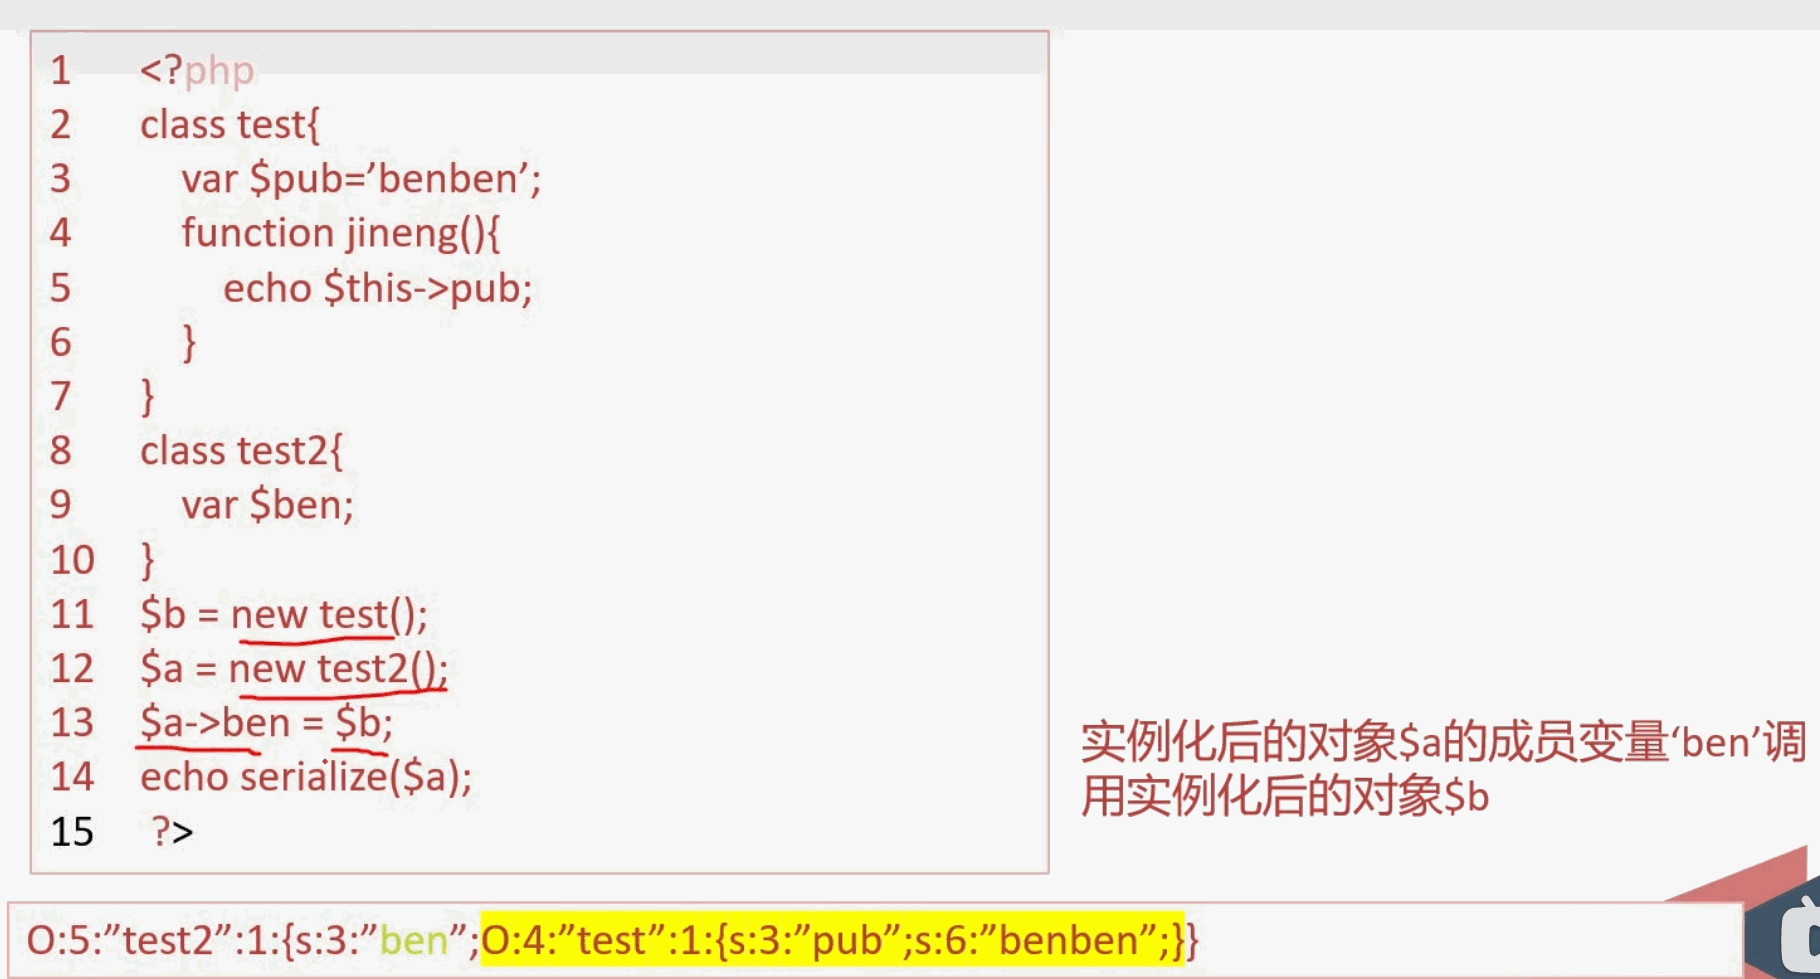 1 <?php
2 class test{
3 var $pub=’benben’;
4 function jineng(){
5 echo $this->pub;
6 }
7 }
8 class test2{
9 var $ben;
10 }
11 $b = new test();
12 $a = new test2();
13 $a->ben = $b;
14 echo serialize($a);
15 ?>
实例化后的对象$a的成员变量‘ben’调
用实例化后的对象$b
O:5:”test2”:1:{s:3:”ben”;O:4:”test”:1:{s:3:”pub”;s:6:”benben”;}}